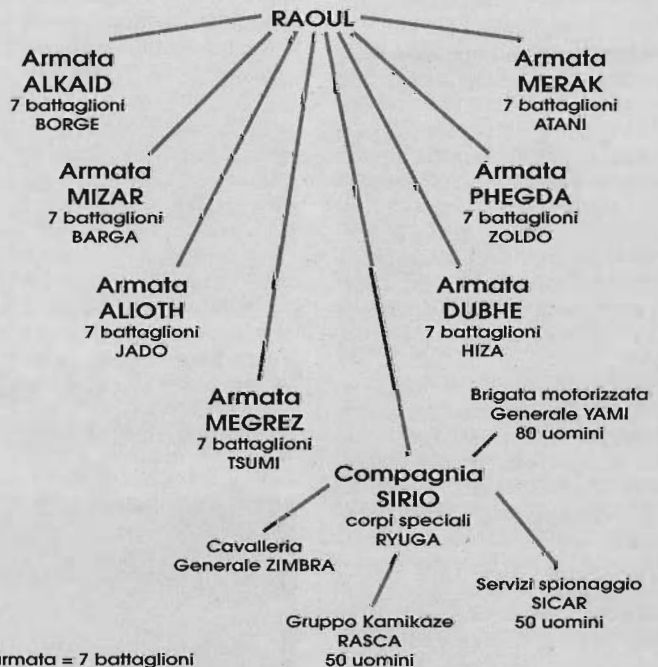 RAOUL
Armata
ALKAID
7 battaglioni
BORGE
Armata
MERAK
7 battaglioni
ATANI
Armata
MIZAR
7 battaglioni
BARGA
Armata
PHEGDA
7 battaglioni
ZOLDO
Armata
ALIOTH
7 battaglioni
JADO
Armata
DUBHE
7 battaglioni
HIZA
Armata
MEGREZ
7 battaglioni
TSUMI
Brigata motorizzata
Generale YAMI
80 uomini
Compagnia
SIRIO
corpi speciali
RYUGA
Cavalleria
Generale ZIMBRA
Gruppo Kamikaze
RASCA
50 uomini
Servizi spionaggio
SICAR
50 uomini
armata = 7 battaglioni